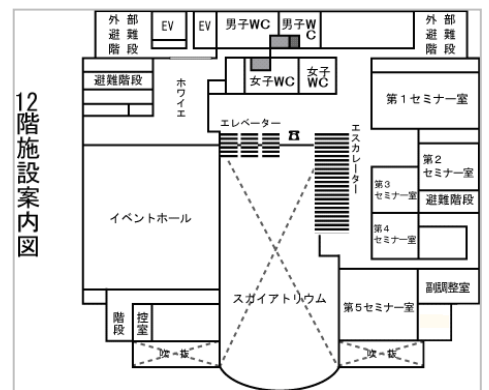 12階施設案内図
外部避難階段
EV
EV
男子WC
男子WC
外部避難階段
避難階段
ホワイエ
女子WC
女子WC
第1セミナー室
エレベーター
エスカレーター
第2
セミナー室
第3
セミナー室
避難階段
イベントホール
第4
セミナー室
スカイアトリウム
副調整室
階段
控室
第5セミナー室
吹・抜
吹・抜